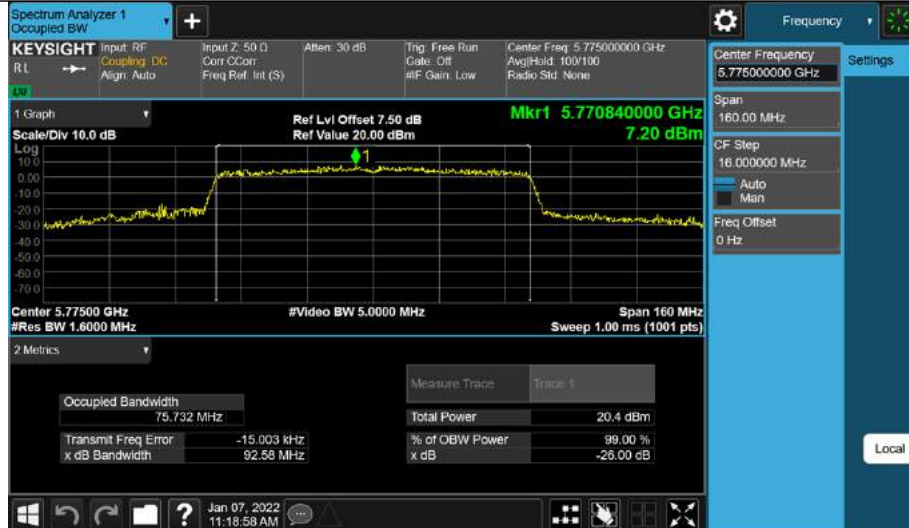 Spectrum Analyzer 1
Occupied BW
+
Frequency
KEYSIGHT
RL
Input: RF
Coupling: DC
Align: Auto
Input Z: 50 Ω
Corr CCorr
Freq Ref: Int (S)
Atten: 30 dB
Trig: Free Run
Gate: Off
#IF Gain: Low
Center Freq: 5.775000000 GHz
Avg|Hold: 100/100
Radio Std: None
1 Graph
Scale/Div 10.0 dB
Ref Lvl Offset 7.50 dB
Ref Value 20.00 dBm
Mkr1 5.770840000 GHz
7.20 dBm
Log
10.0
0.00
-10.0
-20.0
-30.0
-40.0
-50.0
-60.0
-70.0
1
Center 5.77500 GHz
#Res BW 1.6000 MHz
#Video BW 5.0000 MHz
Span 160 MHz
Sweep 1.00 ms (1001 pts)
2 Metrics
Measure Trace
Trace 1
Occupied Bandwidth
75.732 MHz
Total Power
20.4 dBm
Transmit Freq Error
-15.003 kHz
% of OBW Power
99.00 %
x dB Bandwidth
92.58 MHz
x dB
-26.00 dB
Center Frequency
5.775000000 GHz
Settings
Span
160.00 MHz
CF Step
16.000000 MHz
Auto
Man
Freq Offset
0 Hz
Local
?
Jan 07, 2022
11:18:58 AM